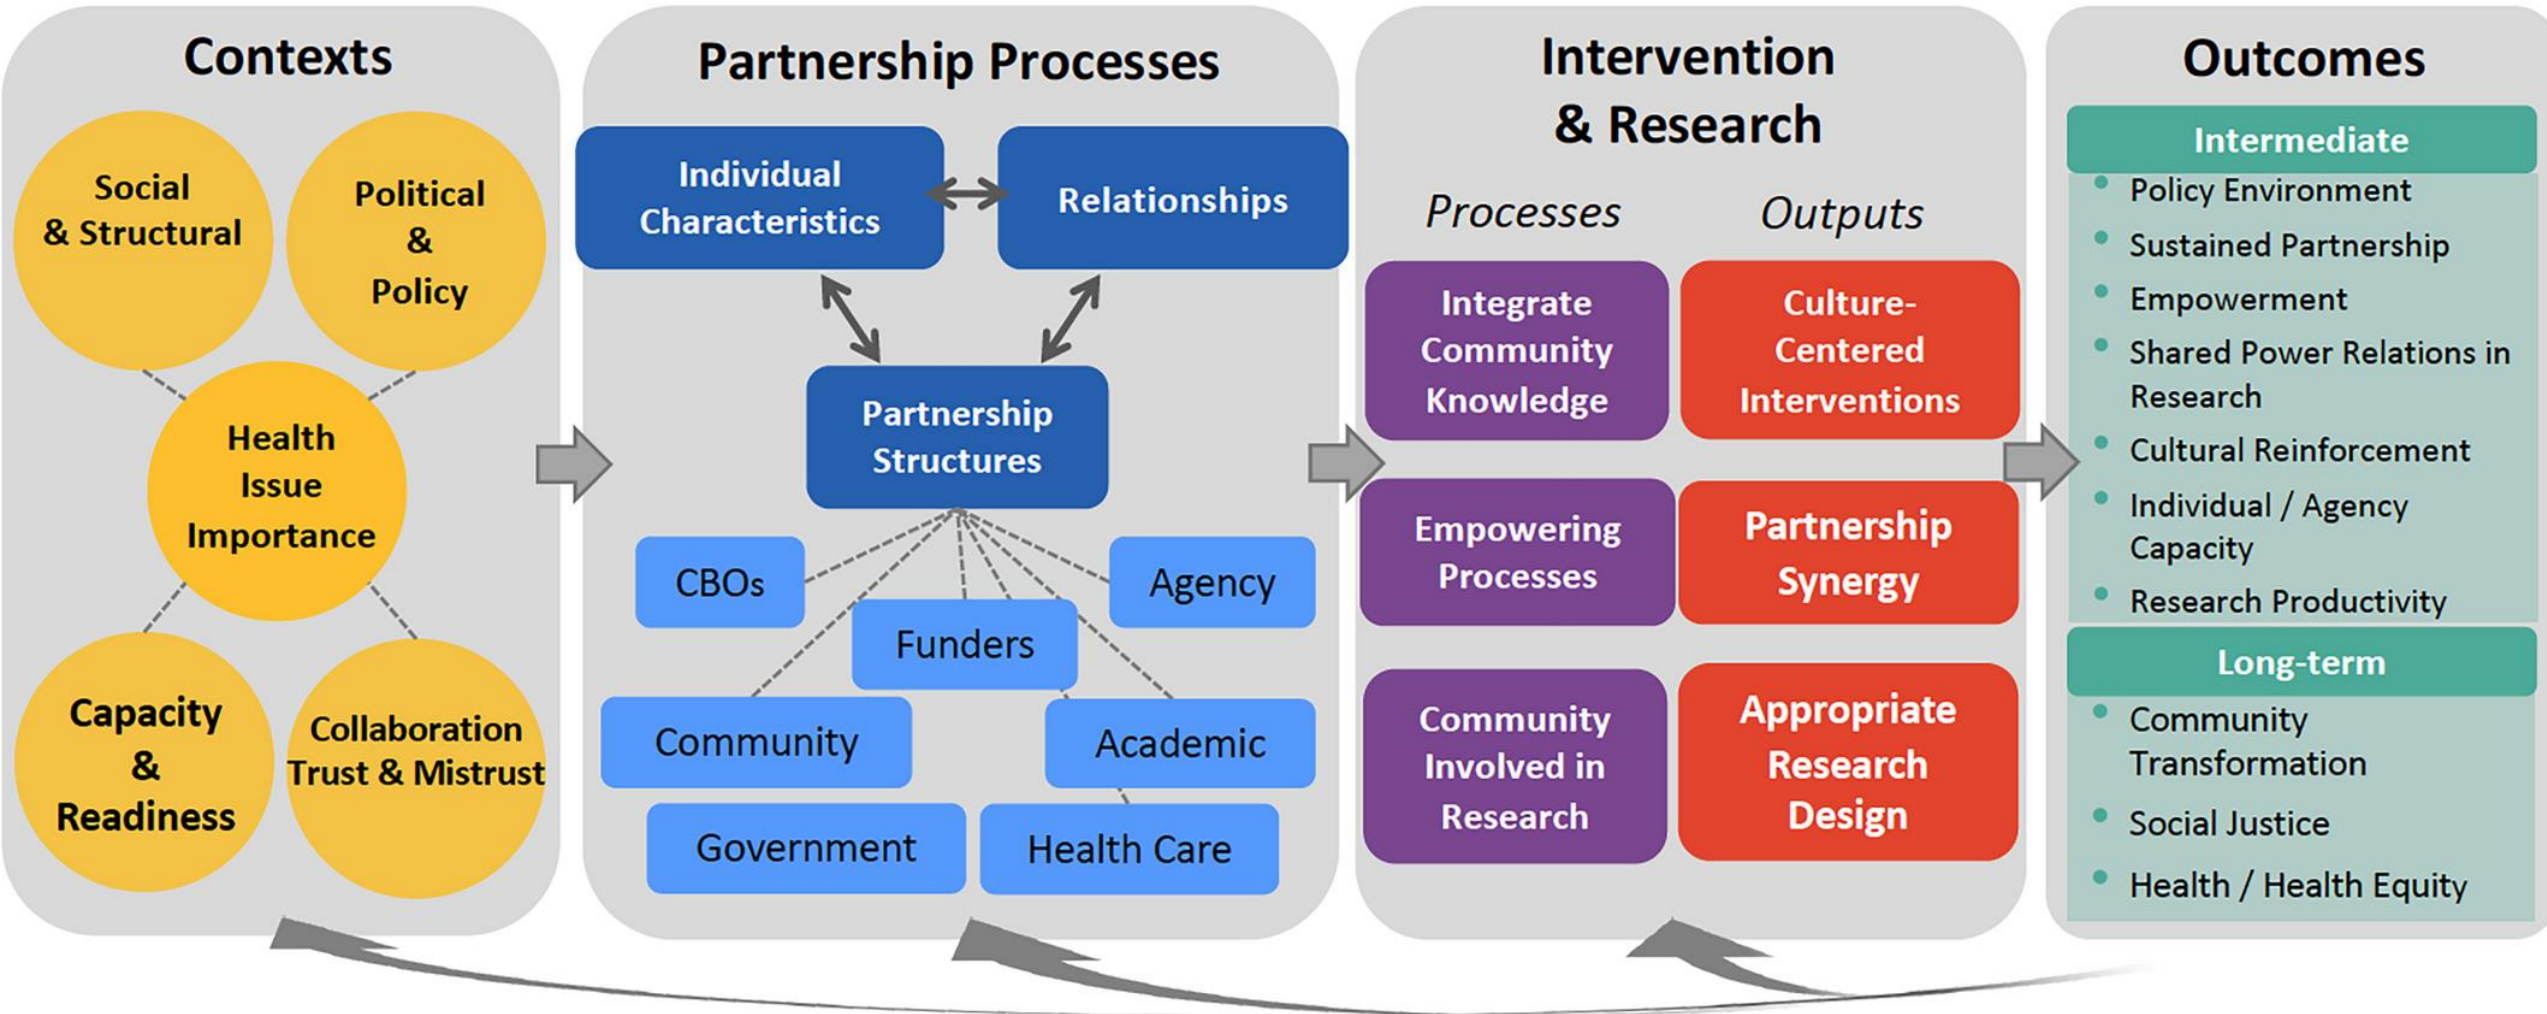 Contexts
Social
& Structural
Political
&
Policy
Health
Issue
Importance
Capacity
&
Readiness
Collaboration
Trust & Mistrust
Partnership Processes
Individual
Characteristics
Relationships
Partnership
Structures
CBOs
Agency
Funders
Community
Academic
Government
Health Care
Intervention
& Research
Processes
Outputs
Integrate
Community
Knowledge
Culture-
Centered
Interventions
Empowering
Processes
Partnership
Synergy
Community
Involved in
Research
Appropriate
Research
Design
Outcomes
Intermediate
• Policy Environment
• Sustained Partnership
• Empowerment
• Shared Power Relations in
Research
• Cultural Reinforcement
• Individual / Agency
Capacity
• Research Productivity
Long-term
• Community
Transformation
• Social Justice
• Health / Health Equity